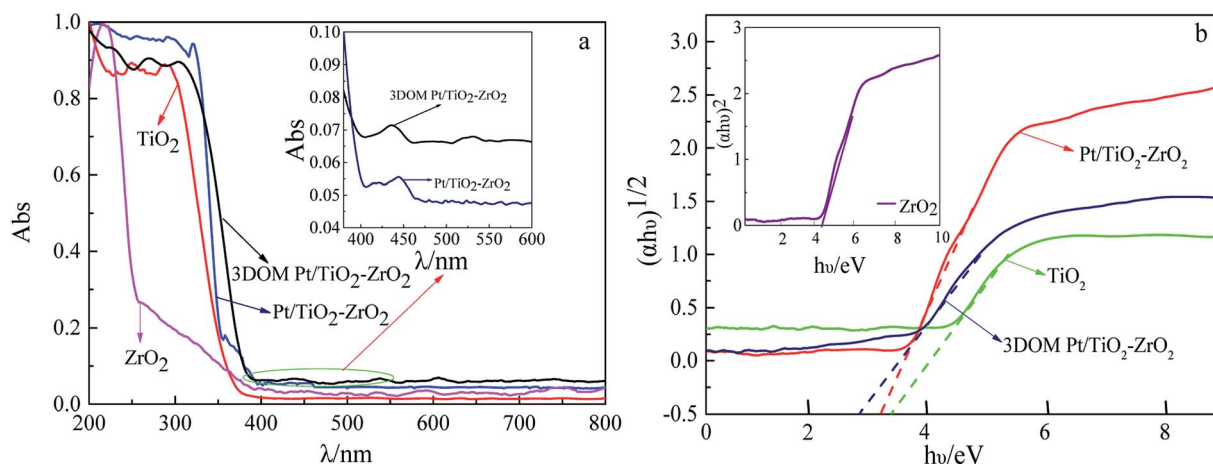 a
1.0
0.8
0.6
0.4
0.2
0.0
200 300 400 500 600 700 800
Abs
λ/nm
TiO2
ZrO2
3DOM Pt/TiO2-ZrO2
Pt/TiO2-ZrO2
0.10
0.09
0.08
0.07
0.06
0.05
0.04
400 450 500 550 600
Abs
λ/nm
3DOM Pt/TiO2-ZrO2
Pt/TiO2-ZrO2
b
3.0
2.5
2.0
1.5
1.0
0.5
0.0
-0.5
0 2 4 6 8
(αhυ)1/2
hυ/eV
Pt/TiO2-ZrO2
TiO2
3DOM Pt/TiO2-ZrO2
3
2
1
0
2 4 6 8 10
(αhυ)2
hυ/eV
ZrO2